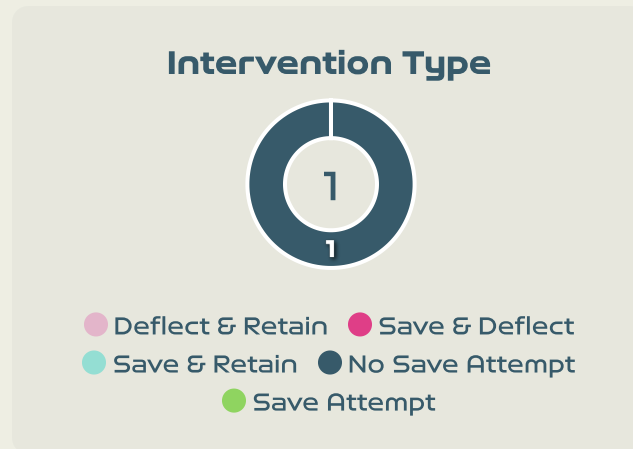 Intervention Type
1
1
Deflect & Retain Save & Deflect
Save & Retain No Save Attempt
Save Attempt